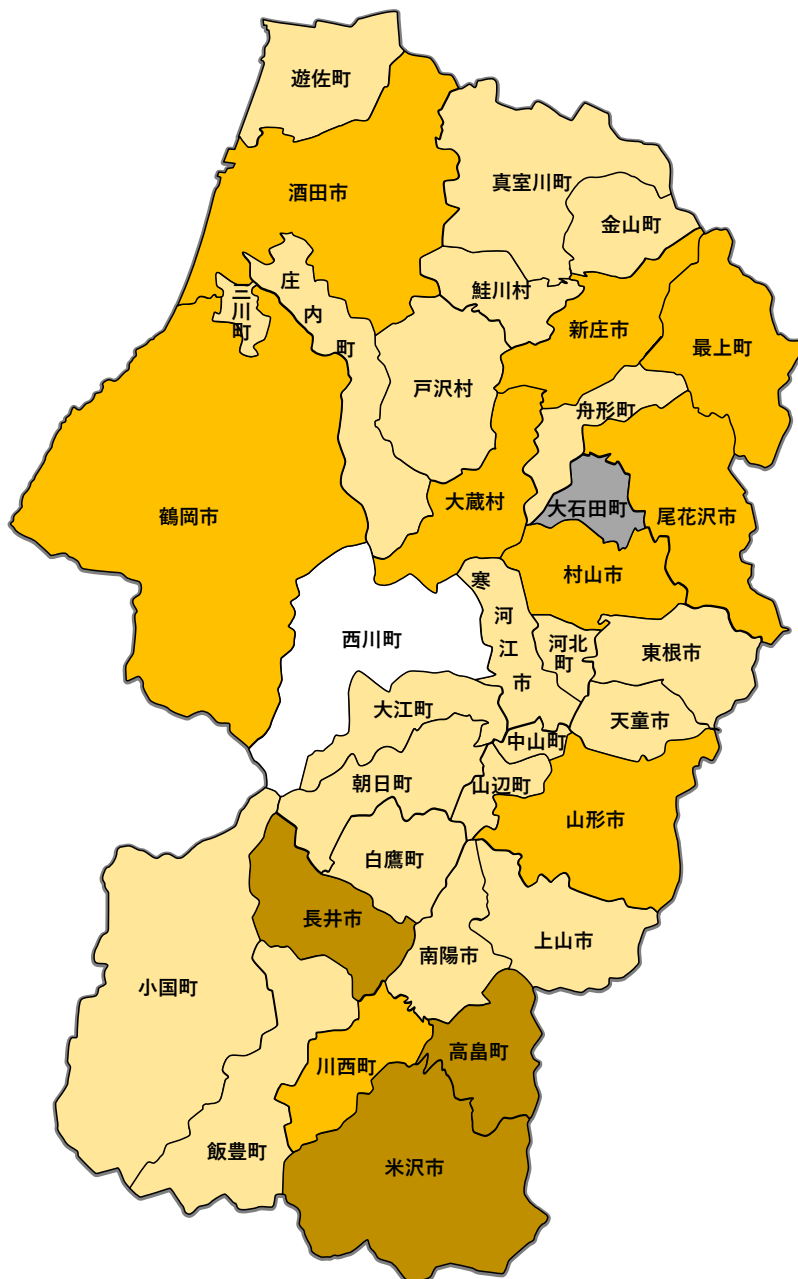 遊佐町
酒田市
真室川町
金山町
庄内町
三川町
鮭川村
新庄市
最上町
戸沢村
舟形町
大蔵村
大石田町
尾花沢市
鶴岡市
村山市
寒河江市
西川町
河北町
東根市
大江町
天童市
中山町
朝日町
山辺町
山形市
白鷹町
長井市
南陽市
上山市
小国町
高畠町
川西町
飯豊町
米沢市